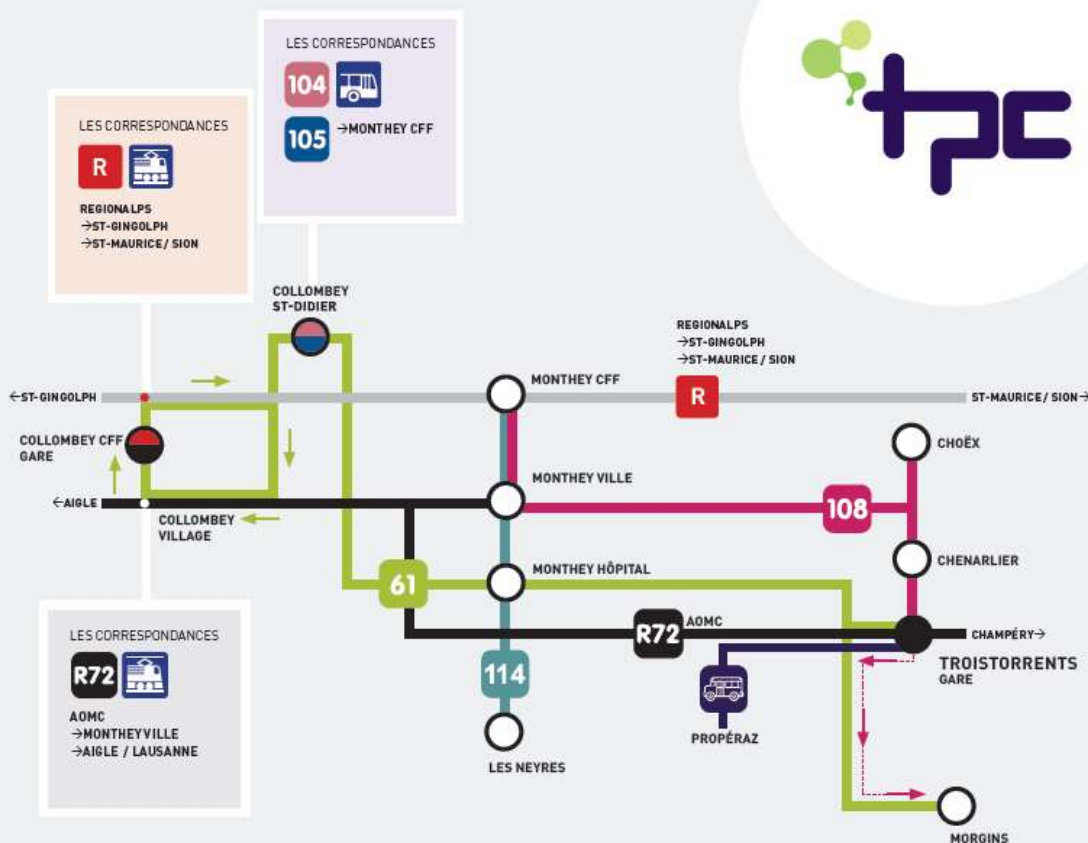 LES CORRESPONDANCES
104
105
→MONTHEY CFF
tpc
LES CORRESPONDANCES
R
REGIONALPS
→ST-GINGOLPH
→ST-MAURICE / SION
COLLOMBEY
ST-DIDIER
REGIONALPS
→ST-GINGOLPH
→ST-MAURICE / SION
R
MONTHEY CFF
←ST-GINGOLPH
ST-MAURICE / SION→
COLLOMBEY CFF
GARE
CHOËX
MONTHEY VILLE
←AIGLE
108
COLLOMBEY
VILLAGE
MONTHEY HÔPITAL
CHENARLIER
61
R72
AOMC
CHAMPÉRY→
TROISTORRENTS
GARE
LES CORRESPONDANCES
R72
AOMC
→MONTHEY VILLE
→AIGLE / LAUSANNE
114
PROPÉRAZ
LES NEYRES
MORGINS